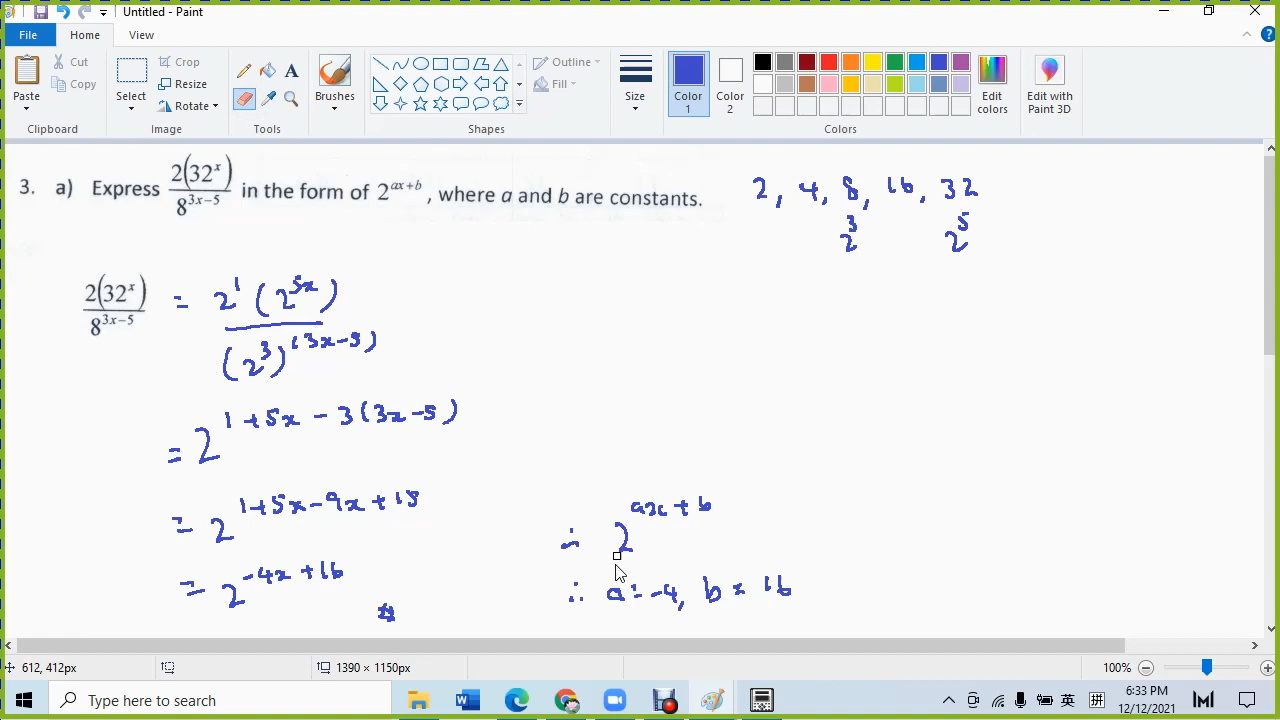 Untitled - Paint
File Home View
Paste Cut Copy Clipboard
Select Crop Resize Rotate Image
Tools
Brushes
Shapes Outline Fill
Size
Color 1 Color 2 Edit colors Colors
Edit with Paint 3D
3. a) Express 2(32^x)/8^(3x−5) in the form of 2^(ax+b), where a and b are constants.
2, 4, 8, 16, 32
2^3 2^5
2(32^x)/8^(3x−5) = 2^1 (2^5x)/(2^3)^(3x−5)
= 2^(1+5x − 3(3x−5))
= 2^(1+5x−9x+15)
= 2^(−4x+16)
∴ 2^(ax+b)
∴ a = −4, b = 16
612, 412px 1390 × 1150px 100%
Type here to search
英 拼 6:33 PM
12/12/2021